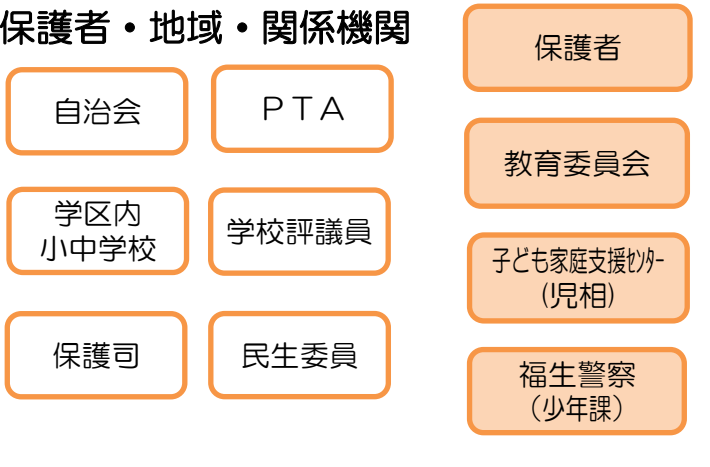 保護者・地域・関係機関
自治会
ＰＴＡ
学区内
小中学校
学校評議員
保護司
民生委員
保護者
教育委員会
子ども家庭支援ｾﾝﾀｰ
(児相)
福生警察
（少年課）